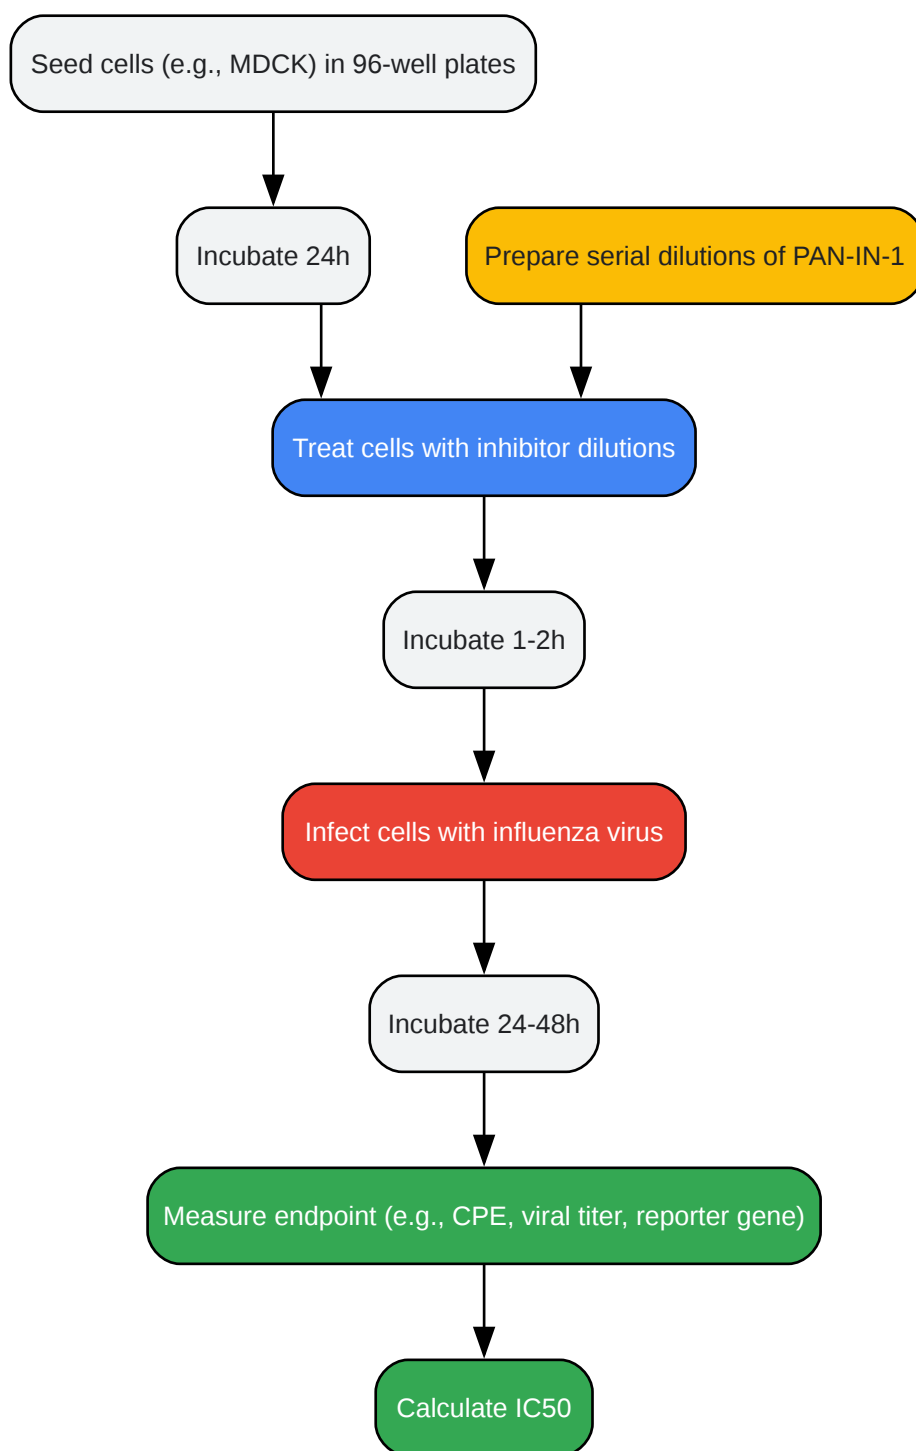 Seed cells (e.g., MDCK) in 96-well plates
Incubate 24h
Prepare serial dilutions of PAN-IN-1
Treat cells with inhibitor dilutions
Incubate 1-2h
Infect cells with influenza virus
Incubate 24-48h
Measure endpoint (e.g., CPE, viral titer, reporter gene)
Calculate IC50